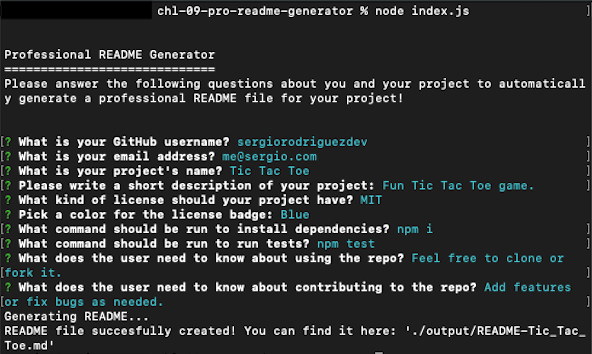 chl-09-pro-readme-generator % node index.js ]
Professional README Generator
==============================
Please answer the following questions about you and your project to automaticall
y generate a professional README file for your project!
[? What is your GitHub username? sergiorodriguezdev ]
[? What is your email address? me@sergio.com ]
[? What is your project's name? Tic Tac Toe ]
[? Please write a short description of your project: Fun Tic Tac Toe game. ]
? What kind of license should your project have? MIT
? Pick a color for the license badge: Blue
[? What command should be run to install dependencies? npm i ]
[? What command should be run to run tests? npm test ]
[? What does the user need to know about using the repo? Feel free to clone or ]
fork it.
[? What does the user need to know about contributing to the repo? Add features ]
or fix bugs as needed.
Generating README...
README file succesfully created! You can find it here: './output/README-Tic_Tac_
Toe.md'